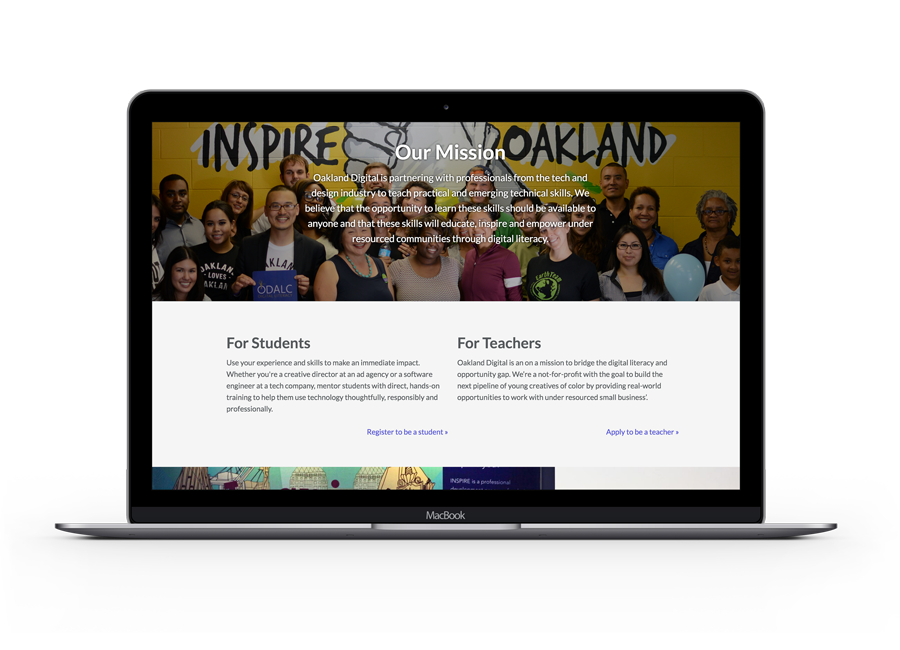 INSPIRE OAKLAND
Our Mission
Oakland Digital is partnering with professionals from the tech and
design industry to teach practical and emerging technical skills. We
believe that the opportunity to learn these skills should be available to
anyone and that these skills will educate, inspire and empower under
resourced communities through digital literacy.
OAKLAND
LOVES
OAKLAN
OAKLAN
ODALC
EarthTeam
For Students
Use your experience and skills to make an immediate impact.
Whether you're a creative director at an ad agency or a software
engineer at a tech company, mentor students with direct, hands-on
training to help them use technology thoughtfully, responsibly and
professionally.
Register to be a student »
For Teachers
Oakland Digital is an on a mission to bridge the digital literacy and
opportunity gap. We're a not-for-profit with the goal to build the
next pipeline of young creatives of color by providing real-world
opportunities to work with under resourced small business'.
Apply to be a teacher »
INSPIRE is a professional
MacBook